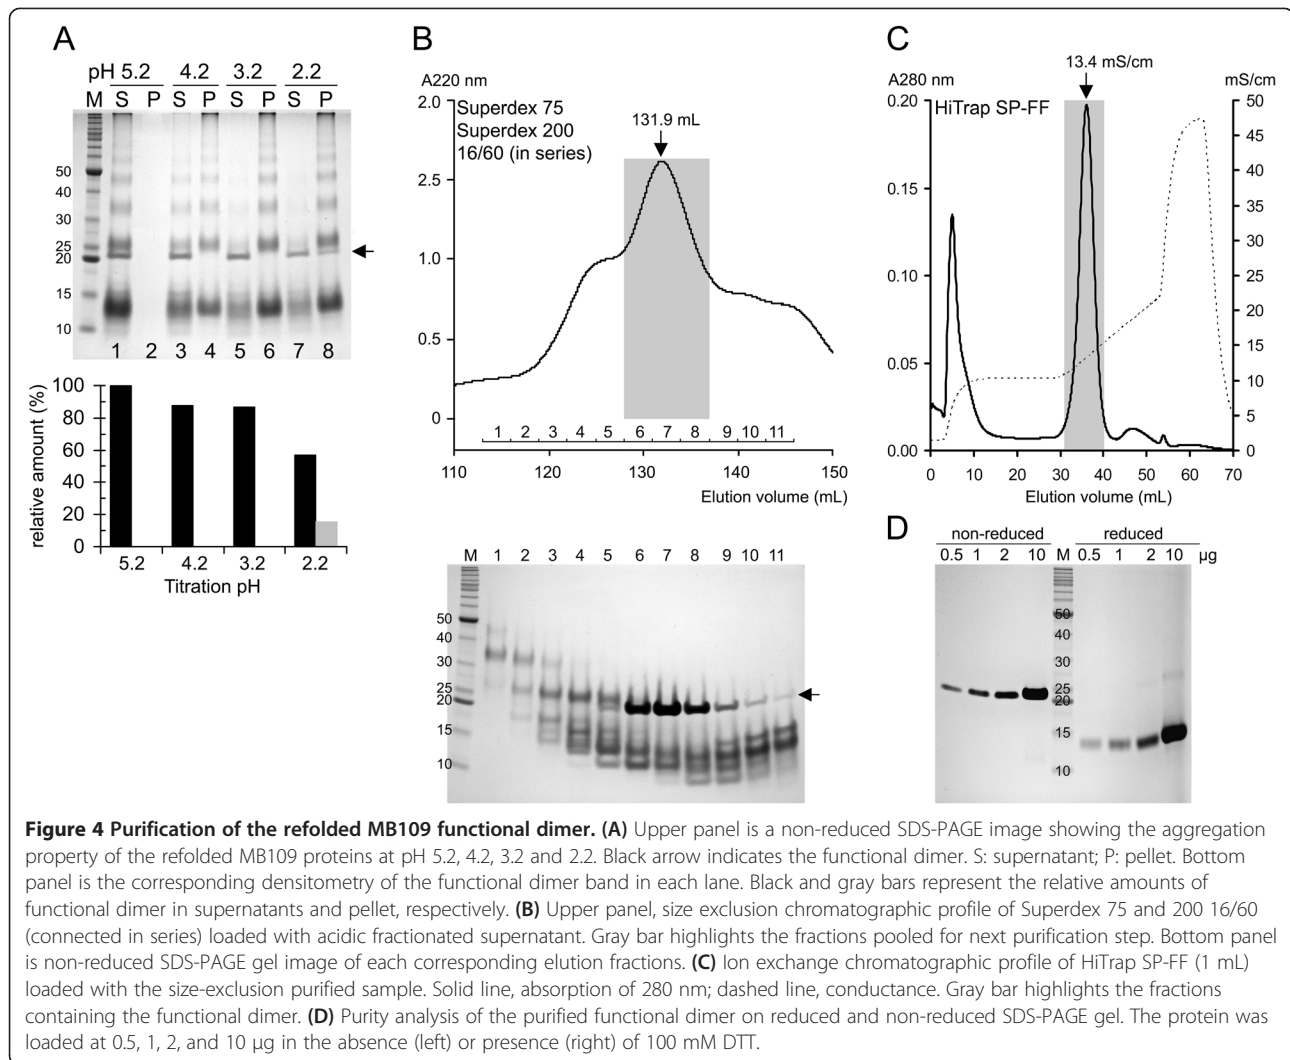 A
pH 5.2 4.2 3.2 2.2
M S P S P S P S P
50
40
30
25
20
15
10
1 2 3 4 5 6 7 8
relative amount (%)
100
80
60
40
20
0
5.2 4.2 3.2 2.2
Titration pH
B
A220 nm
2.0
2.5
1.0
0.5
0
Superdex 75
Superdex 200
16/60 (in series)
131.9 mL
1 2 3 4 5 6 7 8 9 10 11
110 120 130 140 150
Elution volume (mL)
M 1 2 3 4 5 6 7 8 9 10 11
50
40
30
25
20
15
10
C
13.4 mS/cm
A280 nm
mS/cm
HiTrap SP-FF
0.20
0.15
0.10
0.05
0.00
50
45
40
35
30
25
20
15
10
5
0
0 10 20 30 40 50 60 70
Elution volume (mL)
D
non-reduced reduced
0.5 1 2 10 M 0.5 1 2 10 µg
50
40
30
25
20
15
10
Figure 4 Purification of the refolded MB109 functional dimer. (A) Upper panel is a non-reduced SDS-PAGE image showing the aggregation
property of the refolded MB109 proteins at pH 5.2, 4.2, 3.2 and 2.2. Black arrow indicates the functional dimer. S: supernatant; P: pellet. Bottom
panel is the corresponding densitometry of the functional dimer band in each lane. Black and gray bars represent the relative amounts of
functional dimer in supernatants and pellet, respectively. (B) Upper panel, size exclusion chromatographic profile of Superdex 75 and 200 16/60
(connected in series) loaded with acidic fractionated supernatant. Gray bar highlights the fractions pooled for next purification step. Bottom panel
is non-reduced SDS-PAGE gel image of each corresponding elution fractions. (C) Ion exchange chromatographic profile of HiTrap SP-FF (1 mL)
loaded with the size-exclusion purified sample. Solid line, absorption of 280 nm; dashed line, conductance. Gray bar highlights the fractions
containing the functional dimer. (D) Purity analysis of the purified functional dimer on reduced and non-reduced SDS-PAGE gel. The protein was
loaded at 0.5, 1, 2, and 10 µg in the absence (left) or presence (right) of 100 mM DTT.